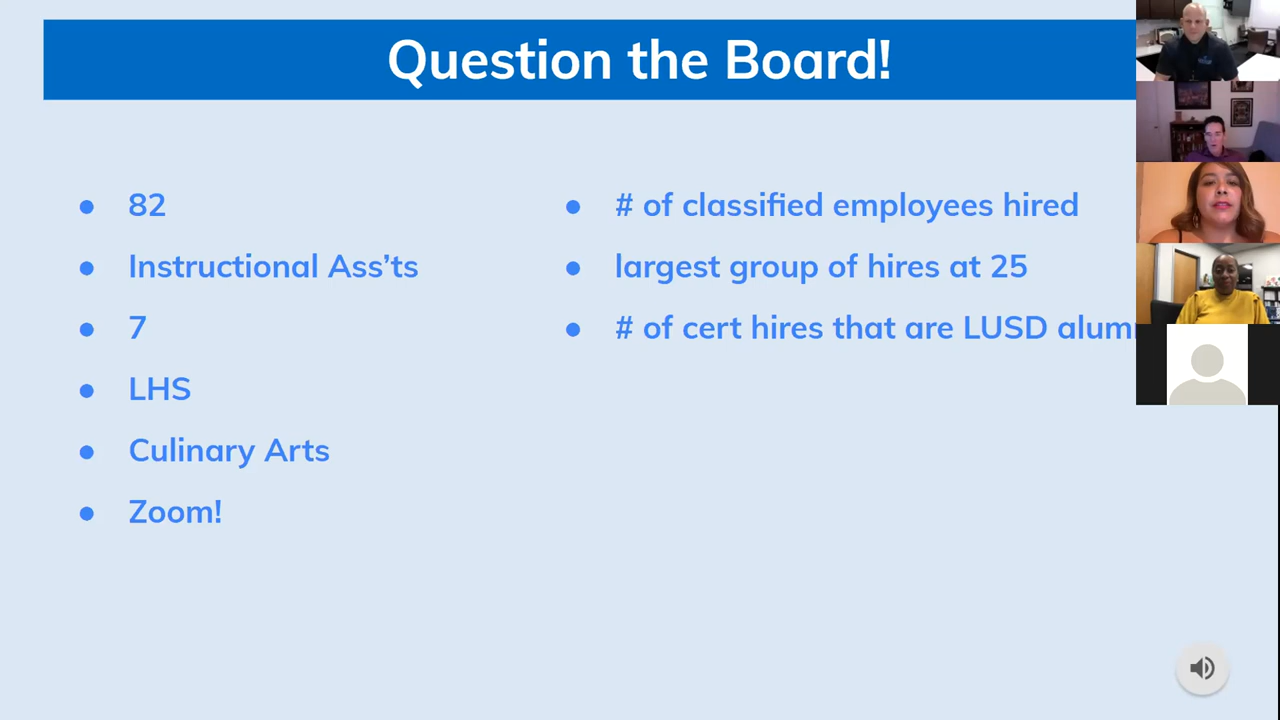 Question the Board!
82
Instructional Ass'ts
7
LHS
Culinary Arts
Zoom!
# of classified employees hired
largest group of hires at 25
# of cert hires that are LUSD